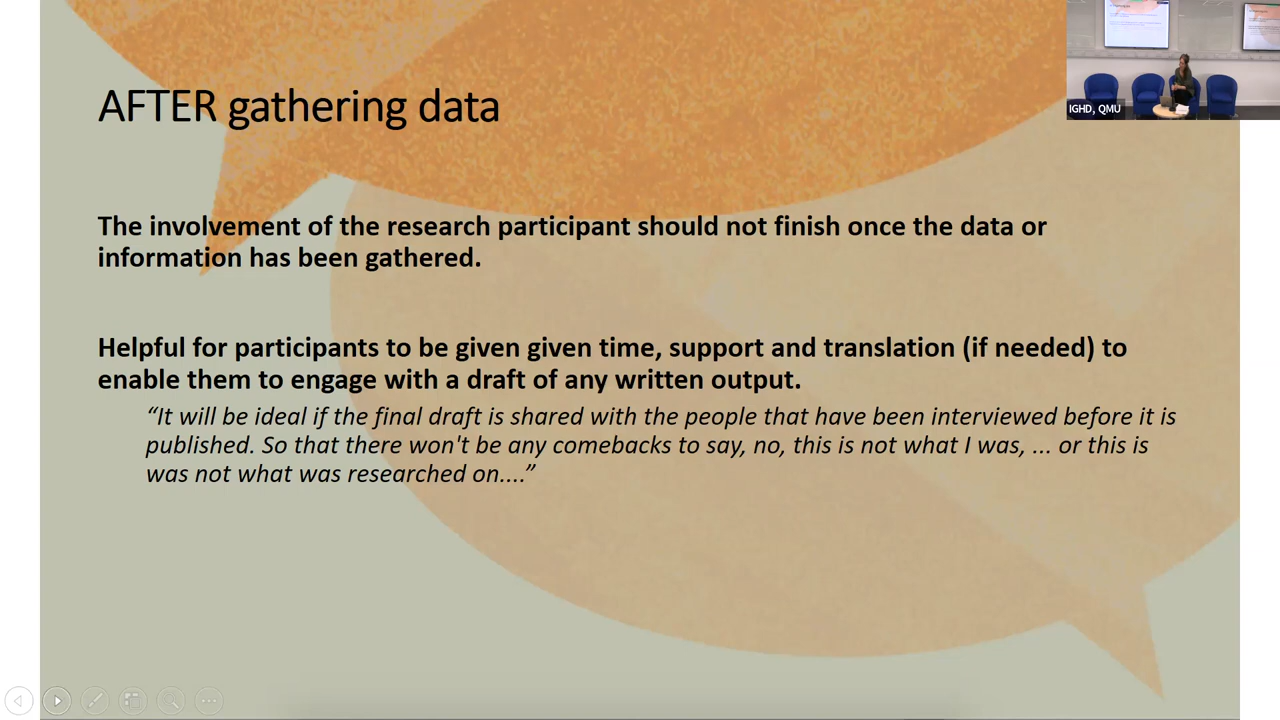 AFTER gathering data
IGHD, QMU
The involvement of the research participant should not finish once the data or
information has been gathered.
Helpful for participants to be given given time, support and translation (if needed) to
enable them to engage with a draft of any written output.
“It will be ideal if the final draft is shared with the people that have been interviewed before it is
published. So that there won't be any comebacks to say, no, this is not what I was, ... or this is
was not what was researched on....”